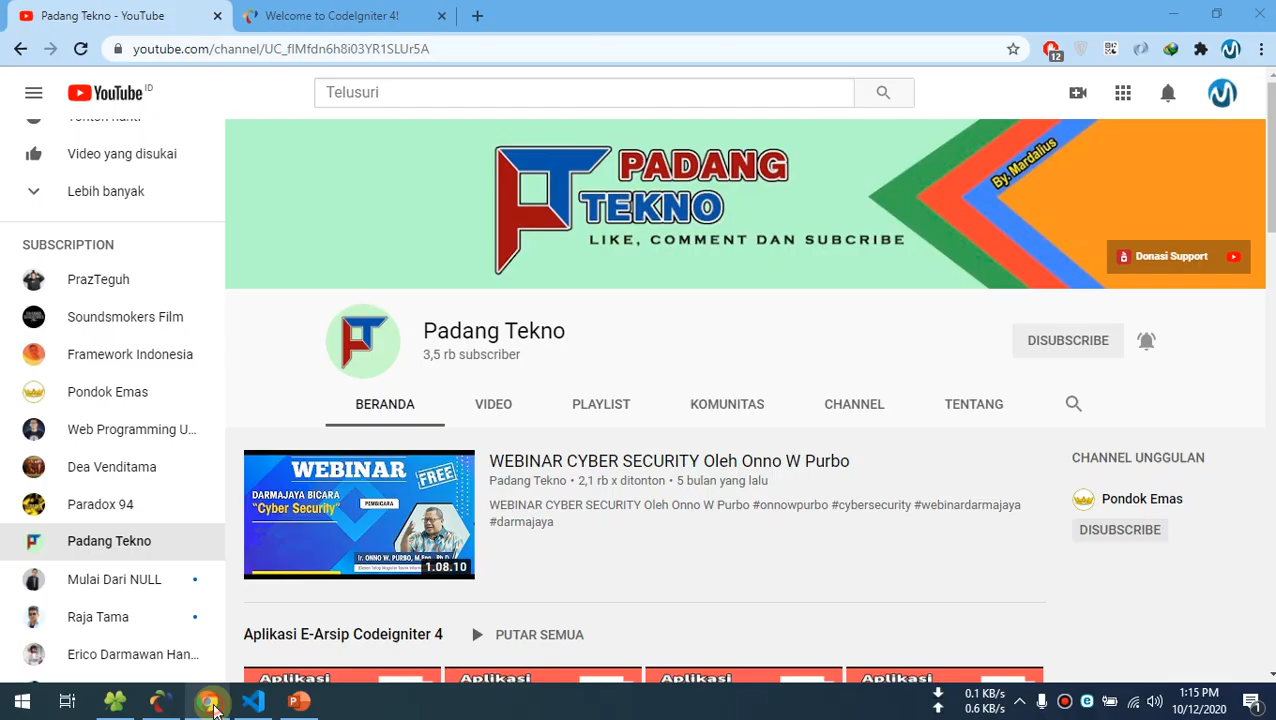 Padang Tekno - YouTube
Welcome to CodeIgniter 4!
youtube.com/channel/UC_flMfdn6h8i03YR1SLUr5A
12
YouTube ID
Telusuri
Tonton nanti
Video yang disukai
Lebih banyak
SUBSCRIPTION
PrazTeguh
Soundsmokers Film
Framework Indonesia
Pondok Emas
Web Programming U...
Dea Venditama
Paradox 94
Padang Tekno
Mulai Dari NULL
Raja Tama
Erico Darmawan Han...
PADANG
TEKNO
LIKE, COMMENT DAN SUBCRIBE
By. Mardalius
Donasi Support
Padang Tekno
3,5 rb subscriber
DISUBSCRIBE
BERANDA VIDEO PLAYLIST KOMUNITAS CHANNEL TENTANG
WEBINAR FREE
DARMAJAYA BICARA
"Cyber Security"
PEMBICARA
Ir. ONNO W. PURBO, M.Eng., Ph.D
1.08.10
WEBINAR CYBER SECURITY Oleh Onno W Purbo
Padang Tekno • 2,1 rb x ditonton • 5 bulan yang lalu
WEBINAR CYBER SECURITY Oleh Onno W Purbo #onnowpurbo #cybersecurity #webinardarmajaya
#darmajaya
CHANNEL UNGGULAN
Pondok Emas
DISUBSCRIBE
Aplikasi E-Arsip Codeigniter 4
PUTAR SEMUA
Aplikasi Aplikasi Aplikasi Aplikasi
0.1 KB/s
0.6 KB/s
1:15 PM
10/12/2020
1